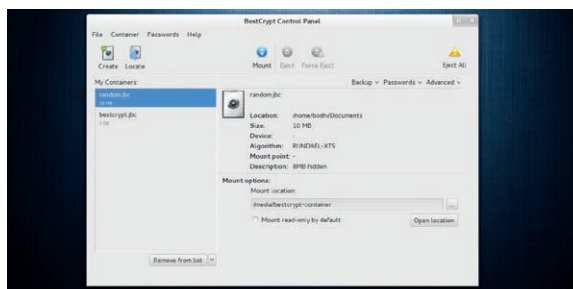 BestCrypt Control Panel
File Container Passwords Help
Create Locate Mount Eject Force Eject Eject All
My Containers: Backup Passwords Advanced
random.jbc
10 MB
bestcrypt.jbc
random.jbc
Location: /home/bodhi/Documents
Size: 10 MB
Device: -
Algorithm: RIJNDAEL-XTS
Mount point: -
Description: 8MB hidden
Mount options:
Mount location
/media/bestcrypt-container ...
Mount read-only by default Open location
Remove from list